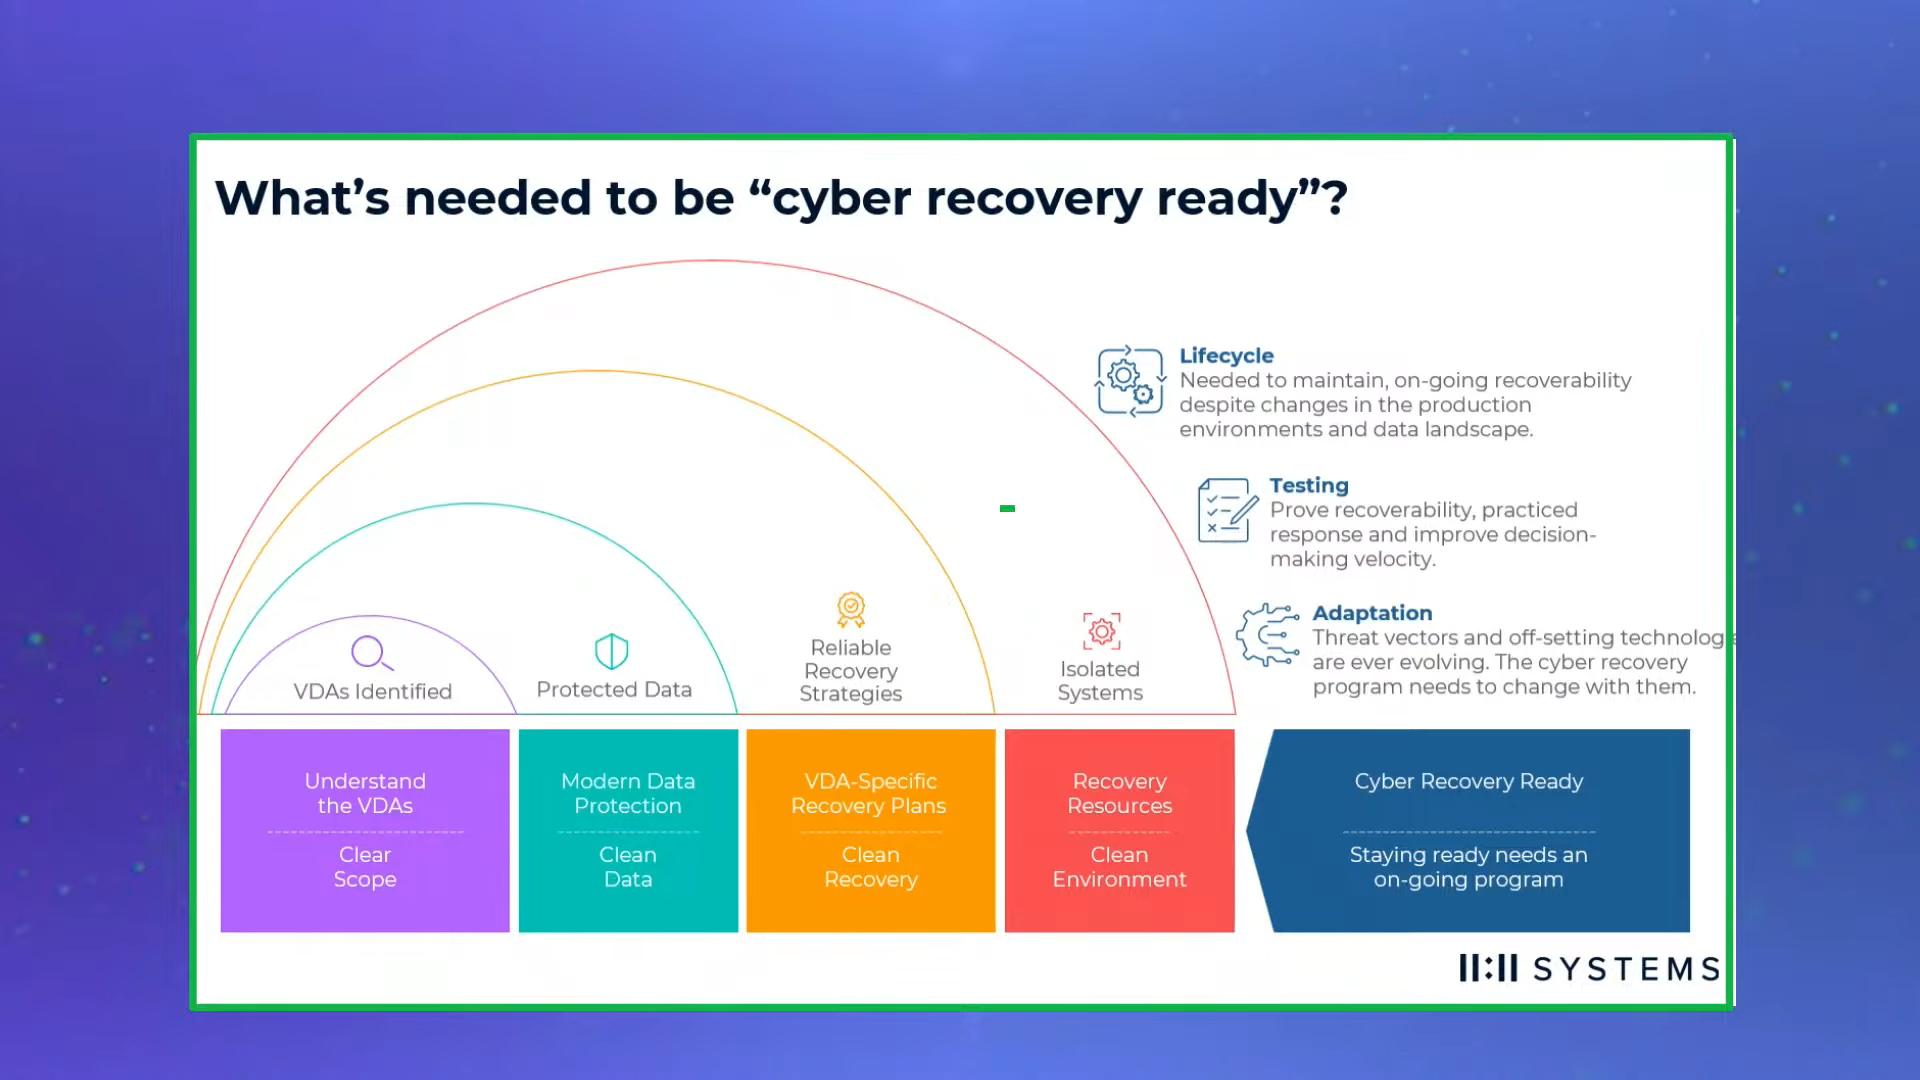 What's needed to be “cyber recovery ready”?
Lifecycle
Needed to maintain, on-going recoverability
despite changes in the production
environments and data landscape.
Testing
Prove recoverability, practiced
response and improve decision-
making velocity.
Adaptation
Threat vectors and off-setting technologie
are ever evolving. The cyber recovery
program needs to change with them.
VDAs Identified
Protected Data
Reliable
Recovery
Strategies
Isolated
Systems
Understand
the VDAs
Clear
Scope
Modern Data
Protection
Clean
Data
VDA-Specific
Recovery Plans
Clean
Recovery
Recovery
Resources
Clean
Environment
Cyber Recovery Ready
Staying ready needs an
on-going program
11:11 SYSTEMS